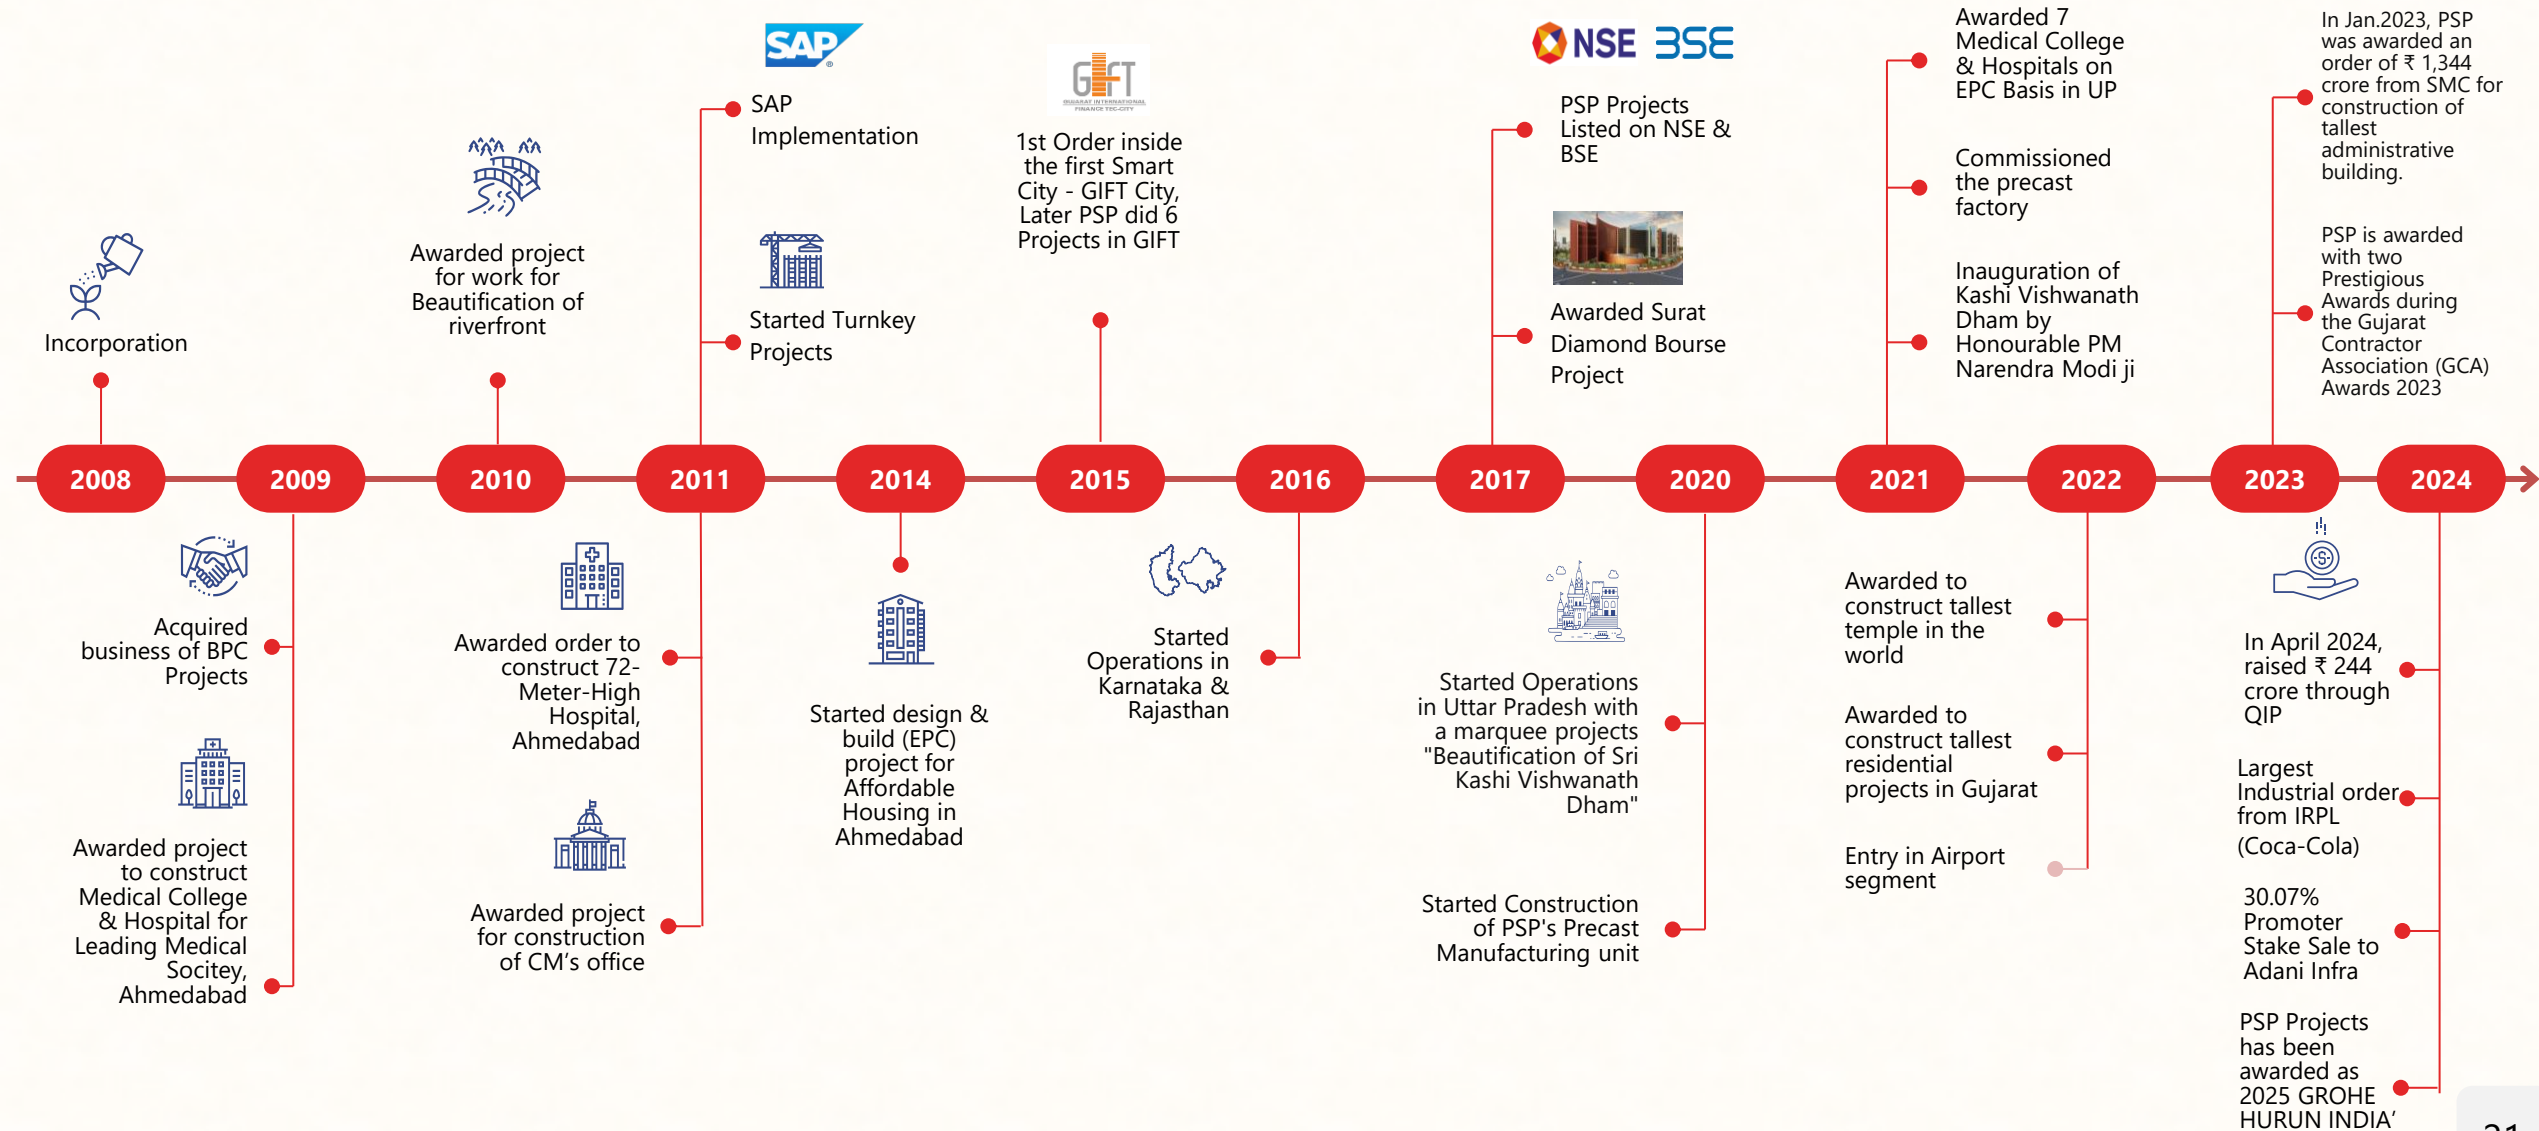 SAP
®
SAP
Implementation
Started Turnkey
Projects
GIFT
GUJARAT INTERNATIONAL
FINANCE TEC-CITY
1st Order inside
the first Smart
City - GIFT City,
Later PSP did 6
Projects in GIFT
NSE BSE
PSP Projects
Listed on NSE &
BSE
Awarded Surat
Diamond Bourse
Project
Awarded 7
Medical College
& Hospitals on
EPC Basis in UP
Commissioned
the precast
factory
Inauguration of
Kashi Vishwanath
Dham by
Honourable PM
Narendra Modi ji
In Jan.2023, PSP
was awarded an
order of ₹ 1,344
crore from SMC for
construction of
tallest
administrative
building.
PSP is awarded
with two
Prestigious
Awards during
the Gujarat
Contractor
Association (GCA)
Awards 2023
Incorporation
Awarded project
for work for
Beautification of
riverfront
2008 2009 2010 2011 2014 2015 2016 2017 2020 2021 2022 2023 2024
Acquired
business of BPC
Projects
Awarded project
to construct
Medical College
& Hospital for
Leading Medical
Socitey,
Ahmedabad
Awarded order to
construct 72-
Meter-High
Hospital,
Ahmedabad
Awarded project
for construction
of CM’s office
Started design &
build (EPC)
project for
Affordable
Housing in
Ahmedabad
Started
Operations in
Karnataka &
Rajasthan
Started Operations
in Uttar Pradesh with
a marquee projects
"Beautification of Sri
Kashi Vishwanath
Dham"
Started Construction
of PSP's Precast
Manufacturing unit
Awarded to
construct tallest
temple in the
world
Awarded to
construct tallest
residential
projects in Gujarat
Entry in Airport
segment
In April 2024,
raised ₹ 244
crore through
QIP
Largest
Industrial order
from IRPL
(Coca-Cola)
30.07%
Promoter
Stake Sale to
Adani Infra
PSP Projects
has been
awarded as
2025 GROHE
HURUN INDIA’